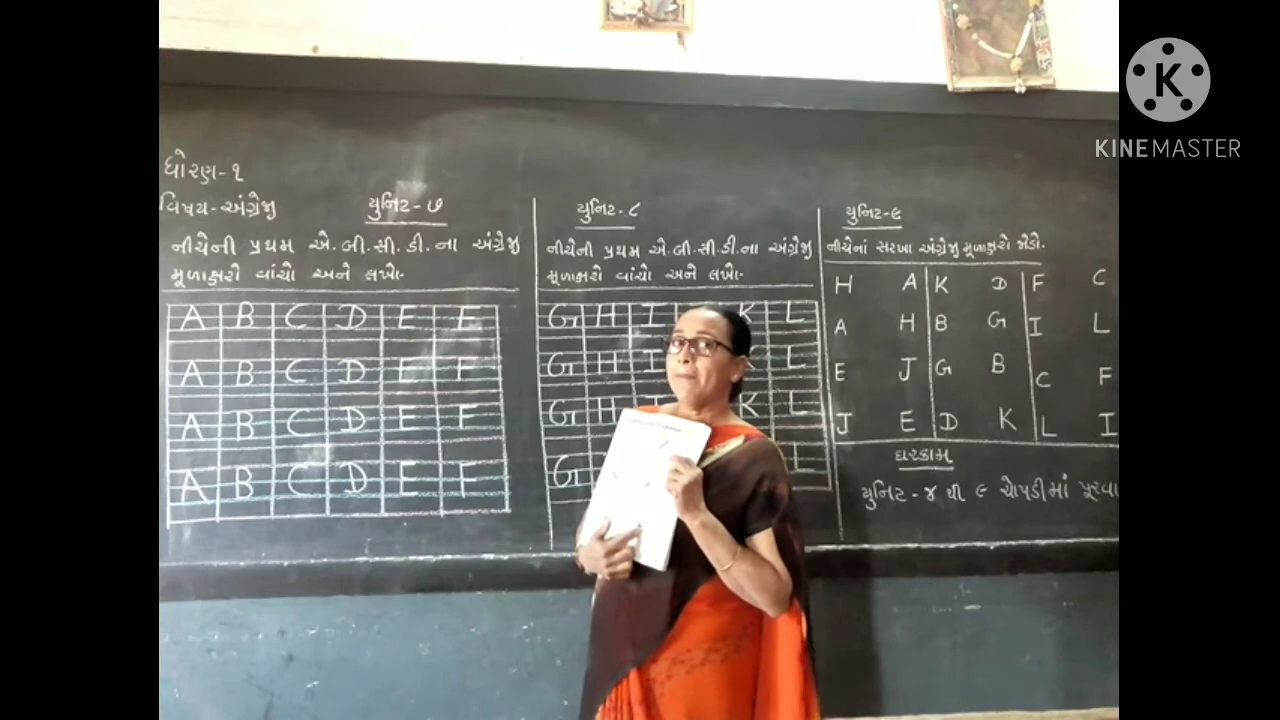 ધોરણ-૧
વિષય-અંગ્રેજી
યુનિટ-૭
નીચેની પ્રથમ એ.બી.સી.ડી.ના અંગ્રેજી
મૂળાક્ષરો વાંચો અને લખો.
A B C D E F
A B C D E F
A B C D E F
A B C D E F
યુનિટ-૮
નીચેની પ્રથમ એ.બી.સી.ડી.ના અંગ્રેજી
મૂળાક્ષરો વાંચો અને લખો.
G H I K L
G H I K L
G H I K L
G L
યુનિટ-૯
નીચેનાં સરખા અંગ્રેજી મૂળાક્ષરો જોડો.
H A K D F C
A H B G I L
E J G B C F
J E D K L I
ઘરકામ
યુનિટ-૪ થી ૯ ચોપડીમાં પૂરવા
KINEMASTER